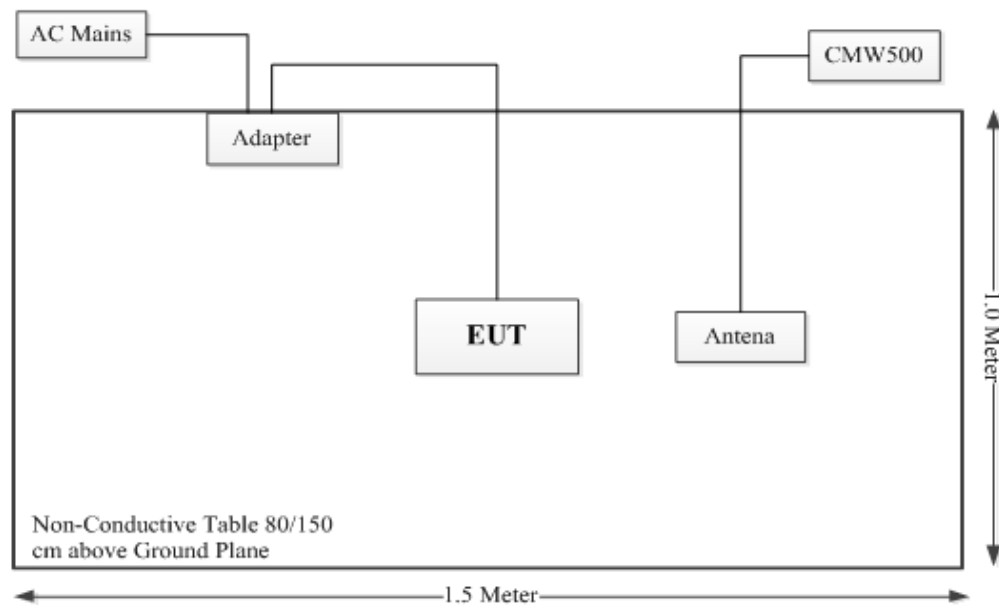 AC Mains
CMW500
Adapter
EUT
Antena
1.0 Meter
Non-Conductive Table 80/150
cm above Ground Plane
1.5 Meter